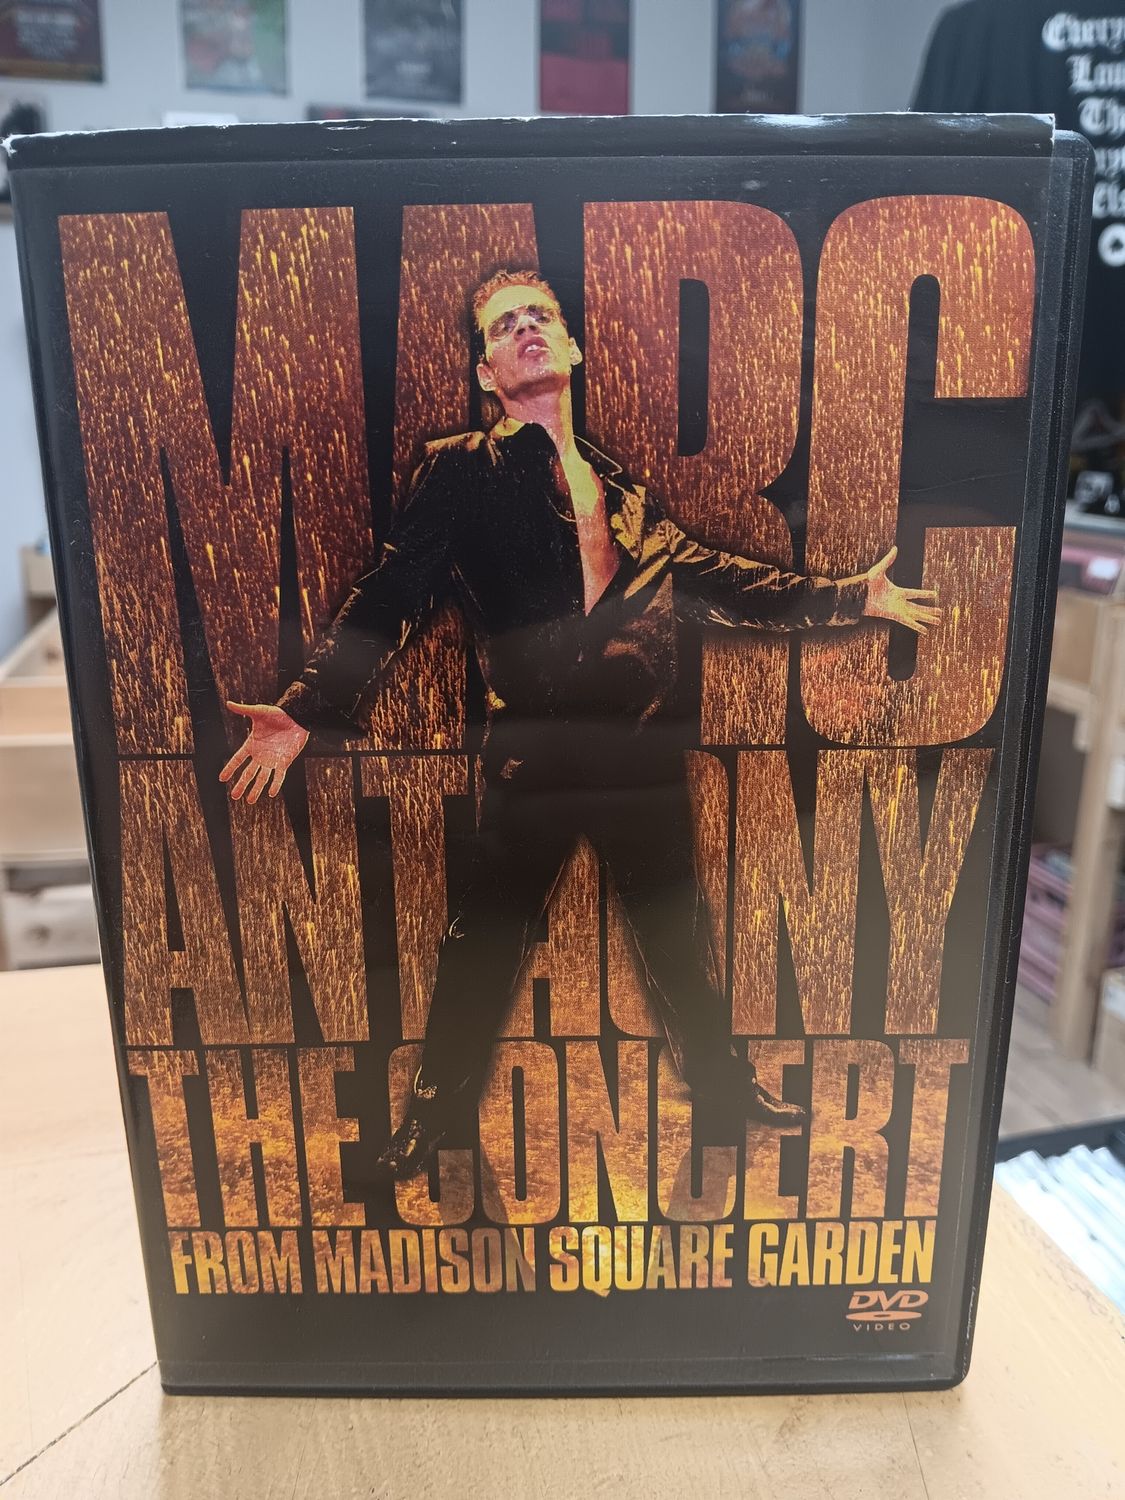 MARC
ANTHONY
THE CONCERT
FROM MADISON SQUARE GARDEN
DVD
VIDEO